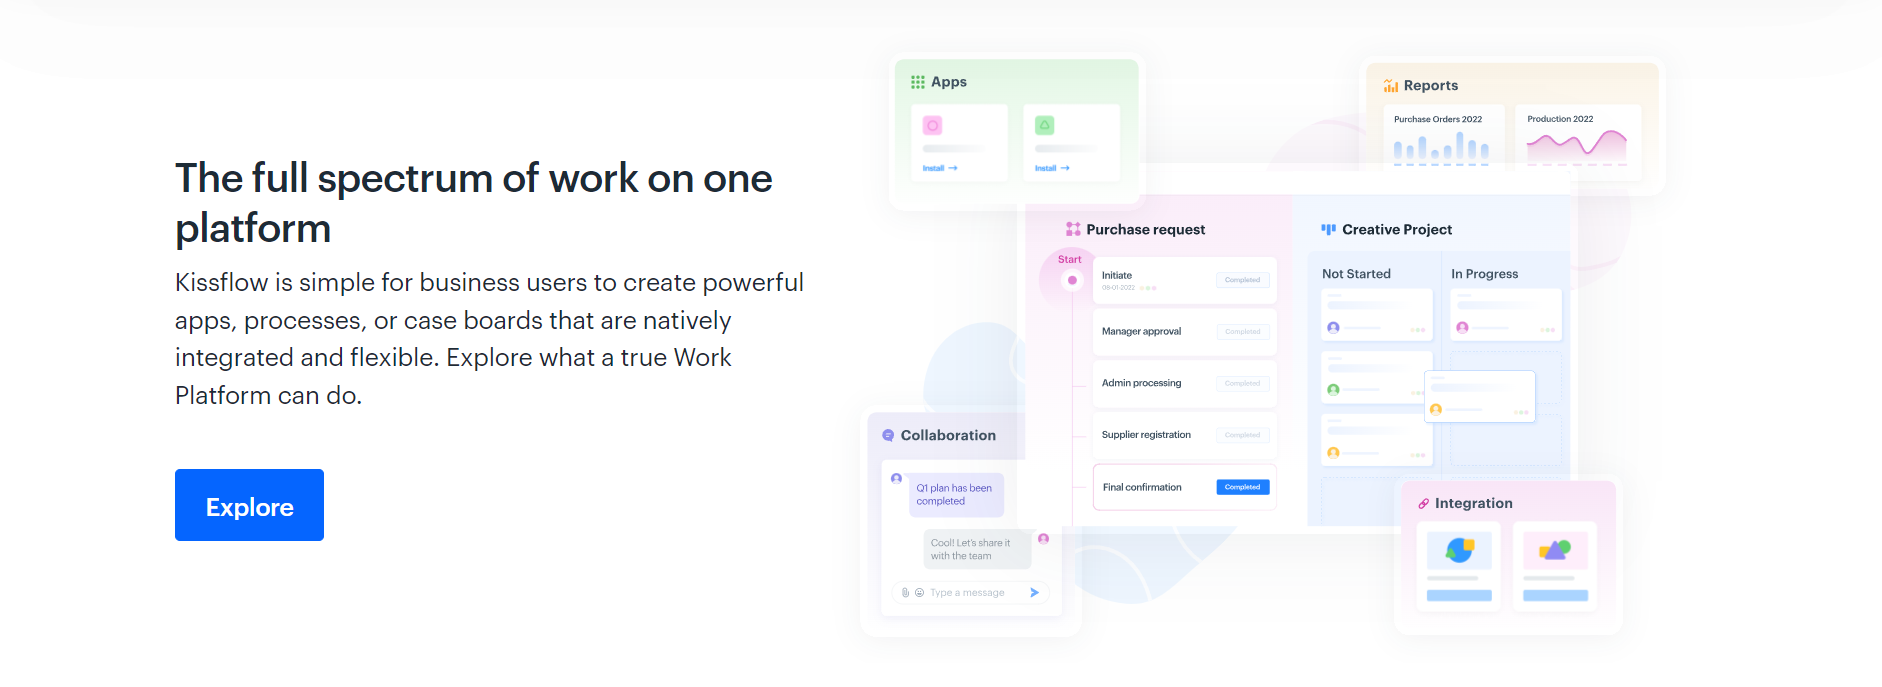 The full spectrum of work on one
platform
Kissflow is simple for business users to create powerful
apps, processes, or case boards that are natively
integrated and flexible. Explore what a true Work
Platform can do.
Explore
Apps
Install →
Install →
Reports
Purchase Orders 2022
Production 2022
Purchase request
Start
Initiate
08-01-2022
Completed
Manager approval
Completed
Admin processing
Completed
Supplier registration
Completed
Final confirmation
Completed
Creative Project
Not Started
In Progress
Collaboration
Q1 plan has been
completed
Cool! Let's share it
with the team
Type a message
Integration